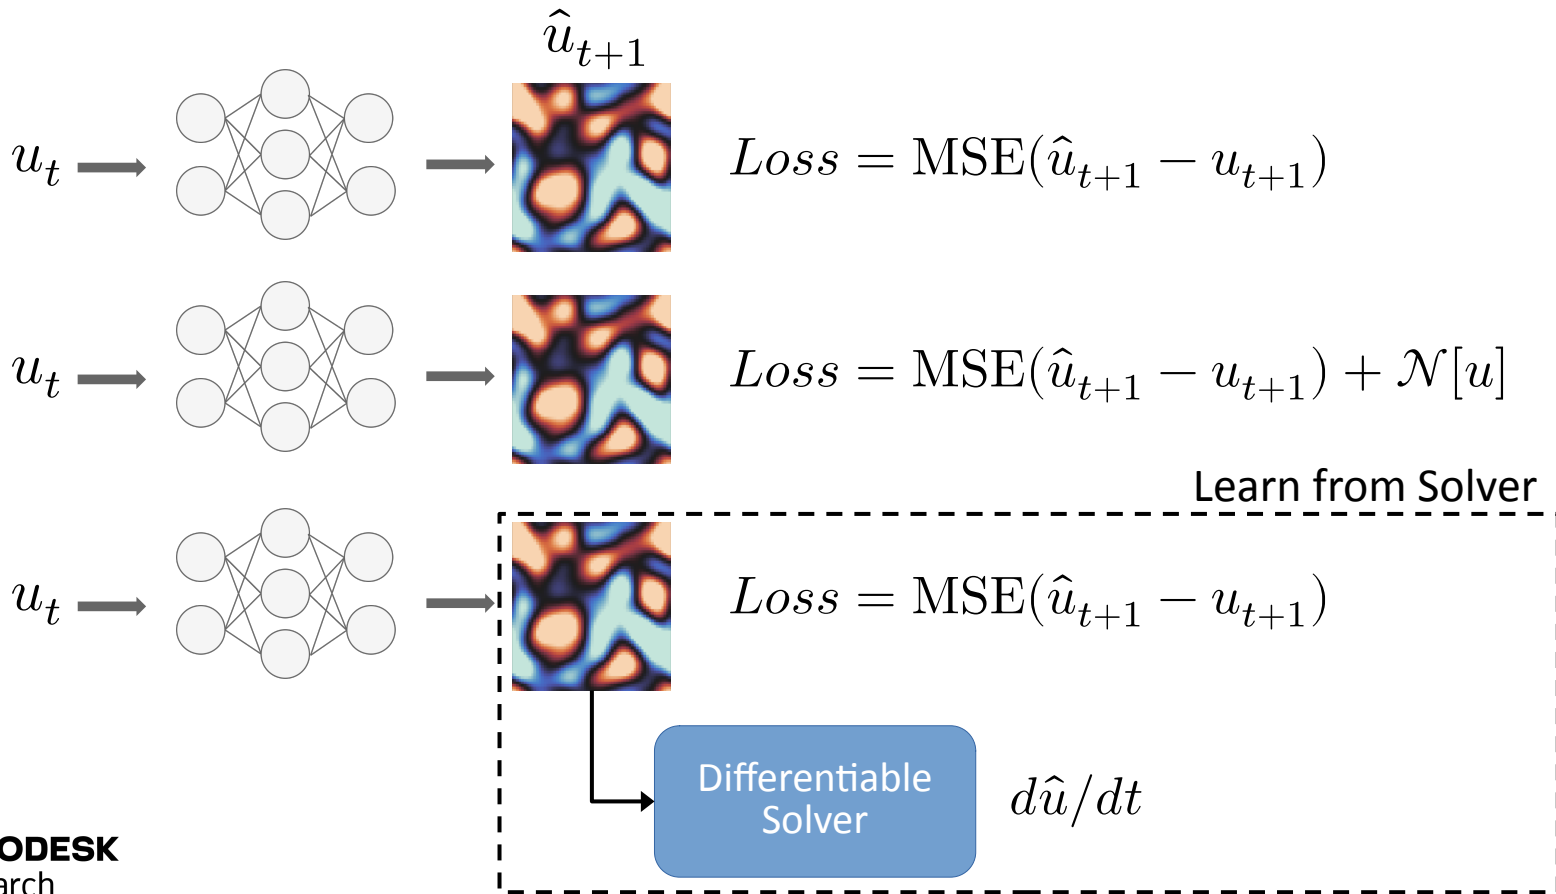 û_{t+1}
u_t
Loss = MSE(û_{t+1} − u_{t+1})
u_t
Loss = MSE(û_{t+1} − u_{t+1}) + 𝒩[u]
Learn from Solver
u_t
Loss = MSE(û_{t+1} − u_{t+1})
Differentiable
Solver
dû/dt
ODESK
arch